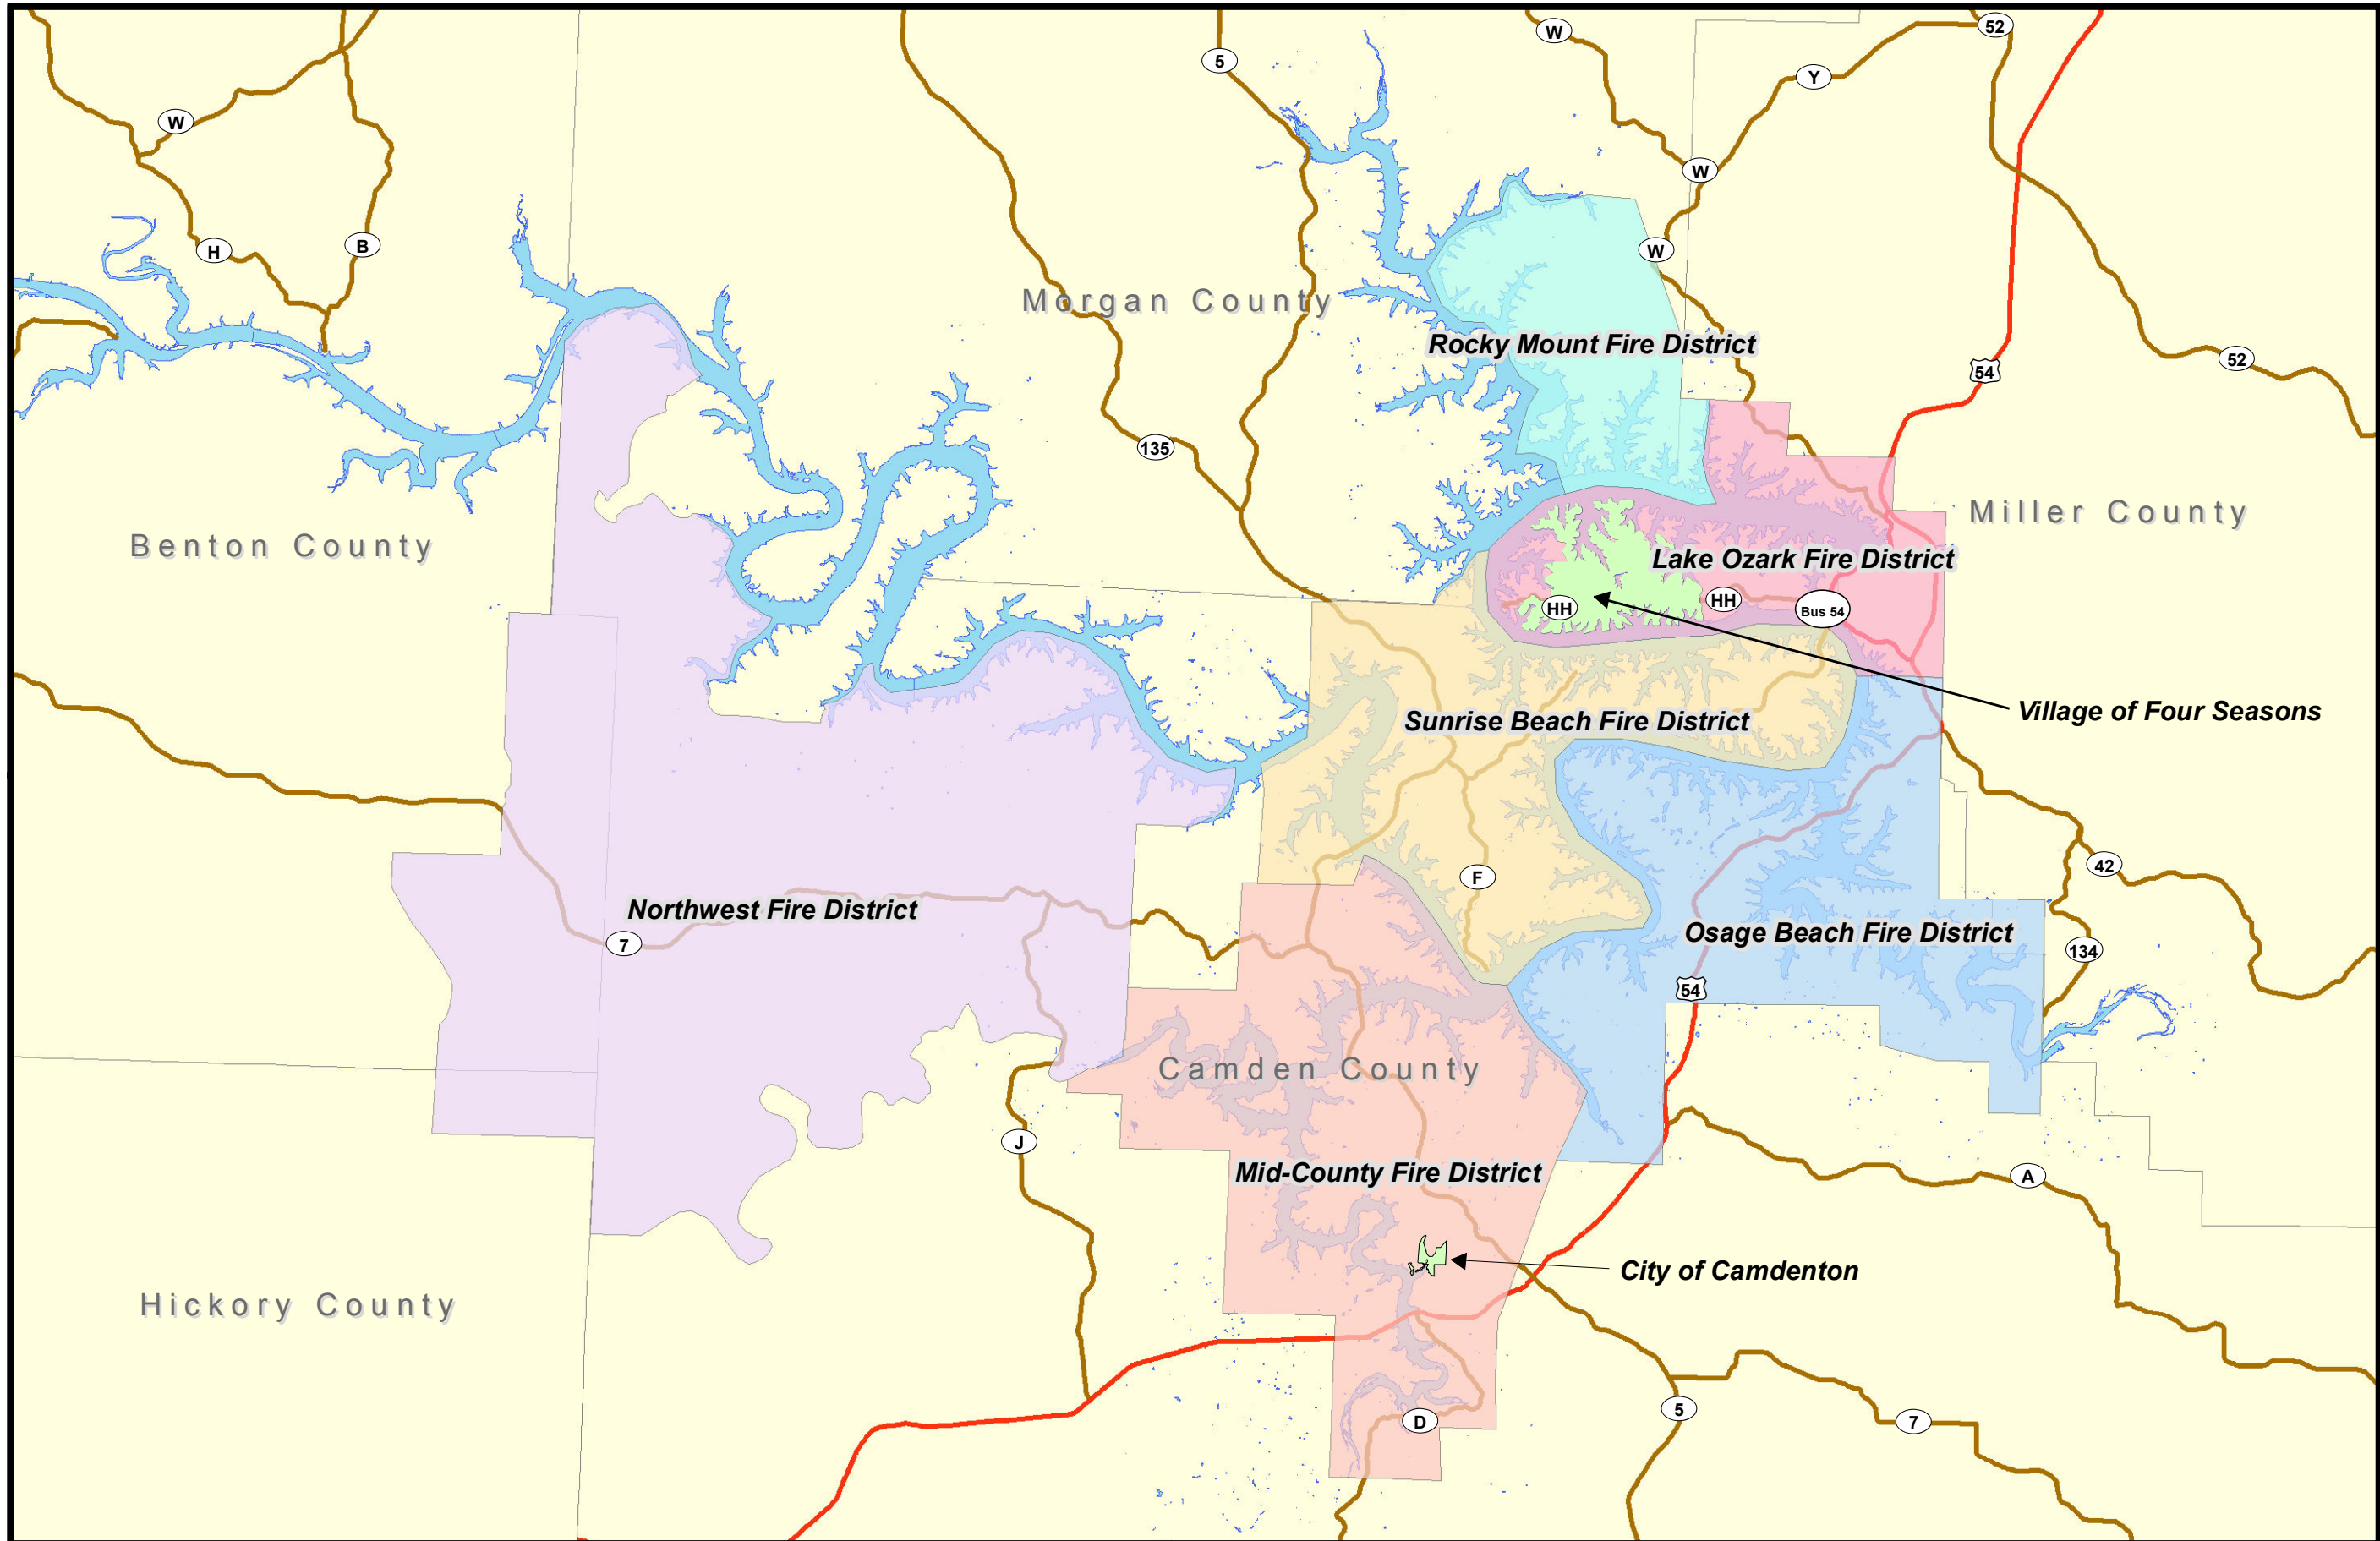 52
W
5
Y
W
W
W
H
B
Morgan County
Rocky Mount Fire District
52
54
135
Miller County
Benton County
Lake Ozark Fire District
HH
HH
Bus 54
Village of Four Seasons
Sunrise Beach Fire District
42
F
Northwest Fire District
7
Osage Beach Fire District
134
54
Camden County
J
Mid-County Fire District
A
City of Camdenton
Hickory County
5
D
7